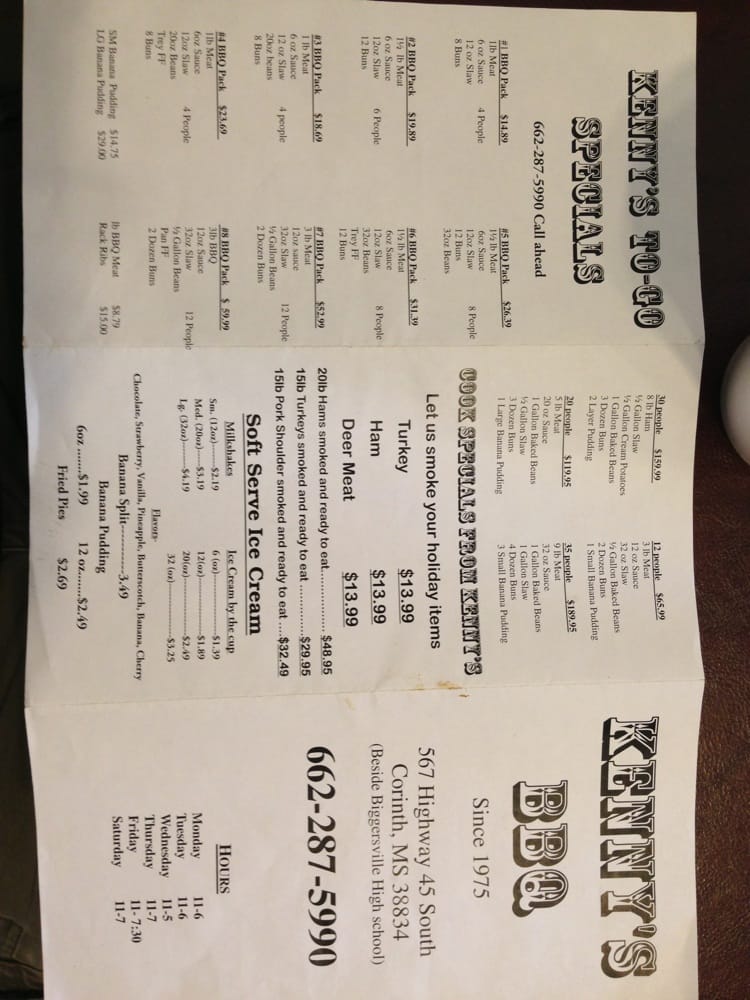 KENNY'S TO-GO
SPECIALS
662-287-5990 Call ahead
#1 BBQ Pack $14.89
1lb Meat
6 oz Sauce 4 People
12 oz Slaw
8 Buns
#2 BBQ Pack $19.89
1½ lb Meat
6 oz Sauce
12oz Slaw 6 People
12 Buns
#3 BBQ Pack $18.69
1 lb Meat
6 oz Sauce
12 oz Slaw 4 people
20oz beans
8 Buns
#4 BBQ Pack $23.69
1lb Meat
6oz Sauce
12oz Slaw 4 People
20oz Beans
Trey FF
8 Buns
SM Banana Pudding $14.75
LG Banana Pudding $29.00
#5 BBQ Pack $26.39
1½ lb Meat
6oz Sauce
12oz Slaw 8 People
12 Buns
32oz Beans
#6 BBQ Pack $31.39
1½ lb Meat
6oz Sauce
12oz Slaw 8 People
32oz Beans
Trey FF
12 Buns
#7 BBQ Pack $52.99
3 lb Meat
12oz sauce
32oz Slaw 12 People
½ Gallon Beans
2 Dozen Buns
#8 BBQ Pack $ 59.99
3lb BBQ
12oz Sauce
32oz Slaw 12 People
½ Gallon Beans
Pan FF
2 Dozen Buns
lb BBQ Meat $8.79
Rack Ribs $15.00
30 people $159.99
8 lb Ham
½ Gallon Slaw
½ Gallon Cream Potatoes
1 Gallon Baked Beans
3 Dozen Buns
2 Layer Pudding
20 people $119.95
5 lb Meat
20 oz Sauce
1 Gallon Baked Beans
½ Gallon Slaw
3 Dozen Buns
1 Large Banana Pudding
12 people $65.99
3 lb Meat
12 oz Sauce
32 oz Slaw
½ Gallon Baked Beans
2 Dozen Buns
1 Small Banana Pudding
35 people $189.95
9 lb Meat
32 oz Sauce
1 Gallon Baked Beans
1 Gallon Slaw
4 Dozen Buns
3 Small Banana Pudding
COOK SPECIALS FROM KENNY'S
Let us smoke your holiday items
Turkey $13.99
Ham $13.99
Deer Meat $13.99
20lb Hams smoked and ready to eat................. $48.95
15lb Turkeys smoked and ready to eat ............. $29.95
15lb Pork Shoulder smoked and ready to eat ....$32.49
Soft Serve Ice Cream
Milkshakes
Sm. (12oz)------$2.19
Med. (20oz)-----$3.19
Lg. (32oz)-------$4.19
Ice Cream by the cup
6 (oz)---------------$1.39
12(oz)--------------$1.89
20(oz)--------------$2.49
32 (oz)-------------$3.25
Flavors-
Chocolate, Strawberry, Vanilla, Pineapple, Butterscotch, Banana, Cherry
Banana Split------------3.49
Banana Pudding
6oz ........$1.99 12 oz.......$2.49
Fried Pies $2.69
KENNY'S
BBQ
Since 1975
567 Highway 45 South
Corinth, MS 38834
(Beside Biggersville High school)
662-287-5990
HOURS
Monday 11-6
Tuesday 11-6
Wednesday 11-5
Thursday 11-7
Friday 11- 7:30
Saturday 11-7